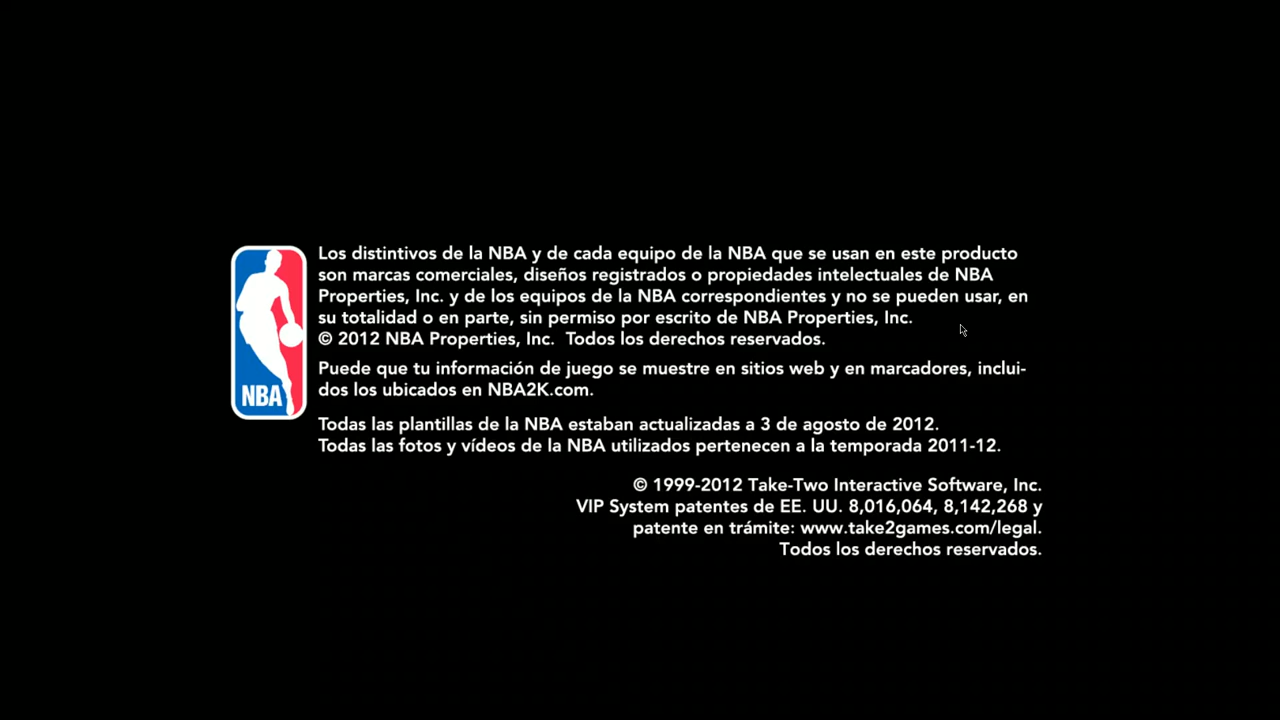 Los distintivos de la NBA y de cada equipo de la NBA que se usan en este producto
son marcas comerciales, diseños registrados o propiedades intelectuales de NBA
Properties, Inc. y de los equipos de la NBA correspondientes y no se pueden usar, en
su totalidad o en parte, sin permiso por escrito de NBA Properties, Inc.
© 2012 NBA Properties, Inc.  Todos los derechos reservados.
Puede que tu información de juego se muestre en sitios web y en marcadores, inclui-
dos los ubicados en NBA2K.com.
NBA
Todas las plantillas de la NBA estaban actualizadas a 3 de agosto de 2012.
Todas las fotos y vídeos de la NBA utilizados pertenecen a la temporada 2011-12.
© 1999-2012 Take-Two Interactive Software, Inc.
VIP System patentes de EE. UU. 8,016,064, 8,142,268 y
patente en trámite: www.take2games.com/legal.
Todos los derechos reservados.